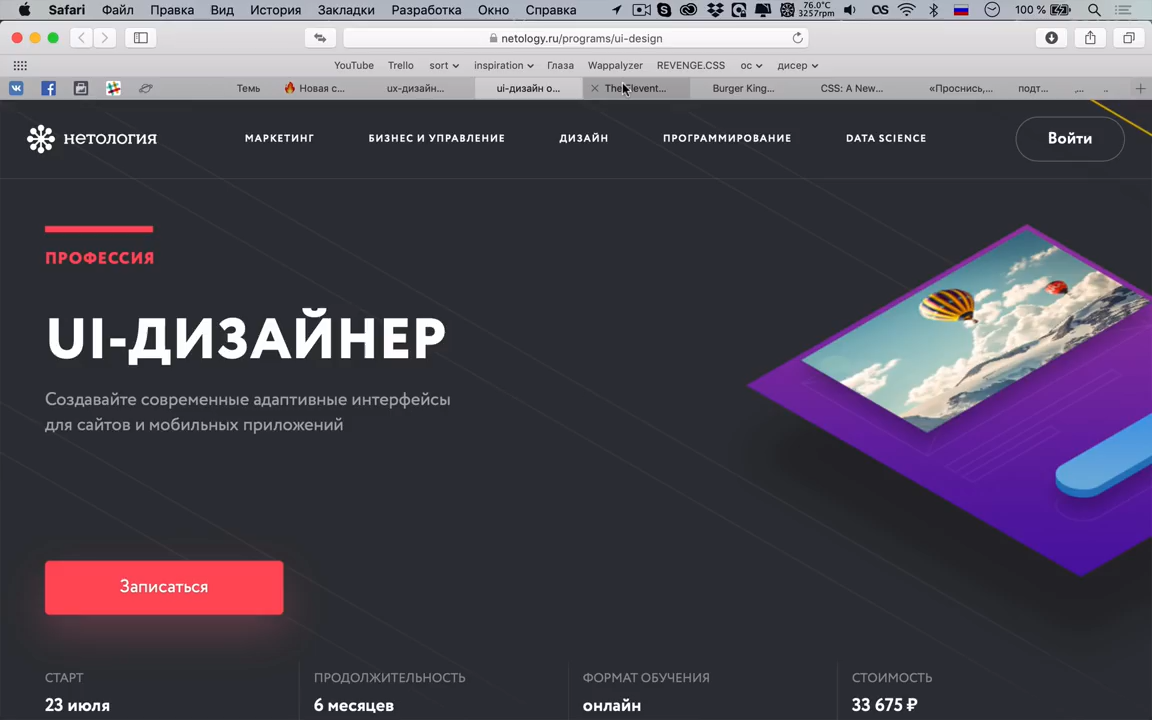 Safari Файл Правка Вид История Закладки Разработка Окно Справка 76.0°C 3257rpm 100 %
netology.ru/programs/ui-design
YouTube Trello sort inspiration Глаза Wappalyzer REVENGE.CSS ос дисер
Темь Новая с... ux-дизайн... ui-дизайн о... Burger King... CSS: A New... «Проснись,... подт...
нетология МАРКЕТИНГ БИЗНЕС И УПРАВЛЕНИЕ ДИЗАЙН ПРОГРАММИРОВАНИЕ DATA SCIENCE Войти
ПРОФЕССИЯ
UI-ДИЗАЙНЕР
Создавайте современные адаптивные интерфейсы
для сайтов и мобильных приложений
Записаться
СТАРТ ПРОДОЛЖИТЕЛЬНОСТЬ ФОРМАТ ОБУЧЕНИЯ СТОИМОСТЬ
23 июля 6 месяцев онлайн 33 675 ₽